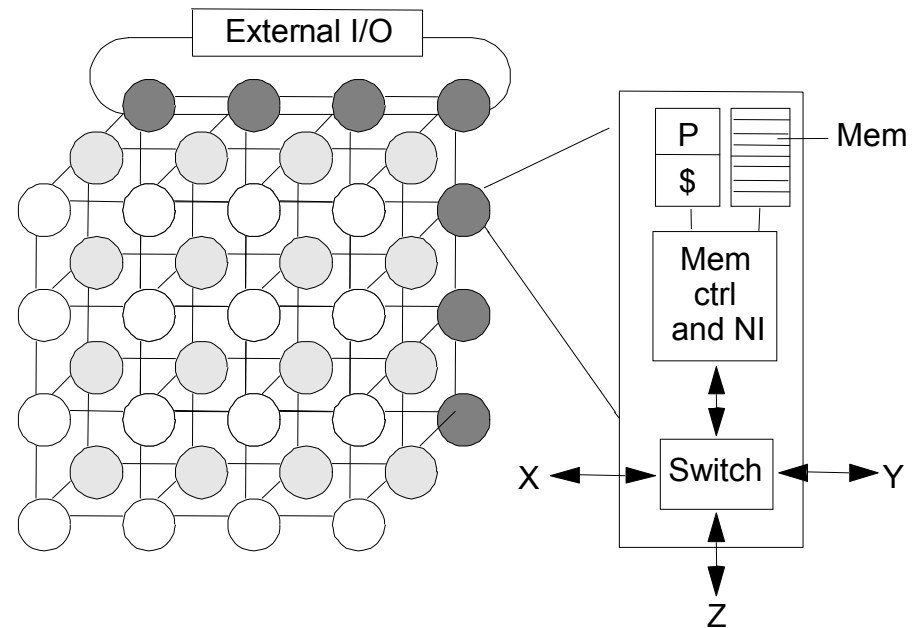 External I/O
P
$
Mem
Mem
ctrl
and NI
Switch
X
Y
Z